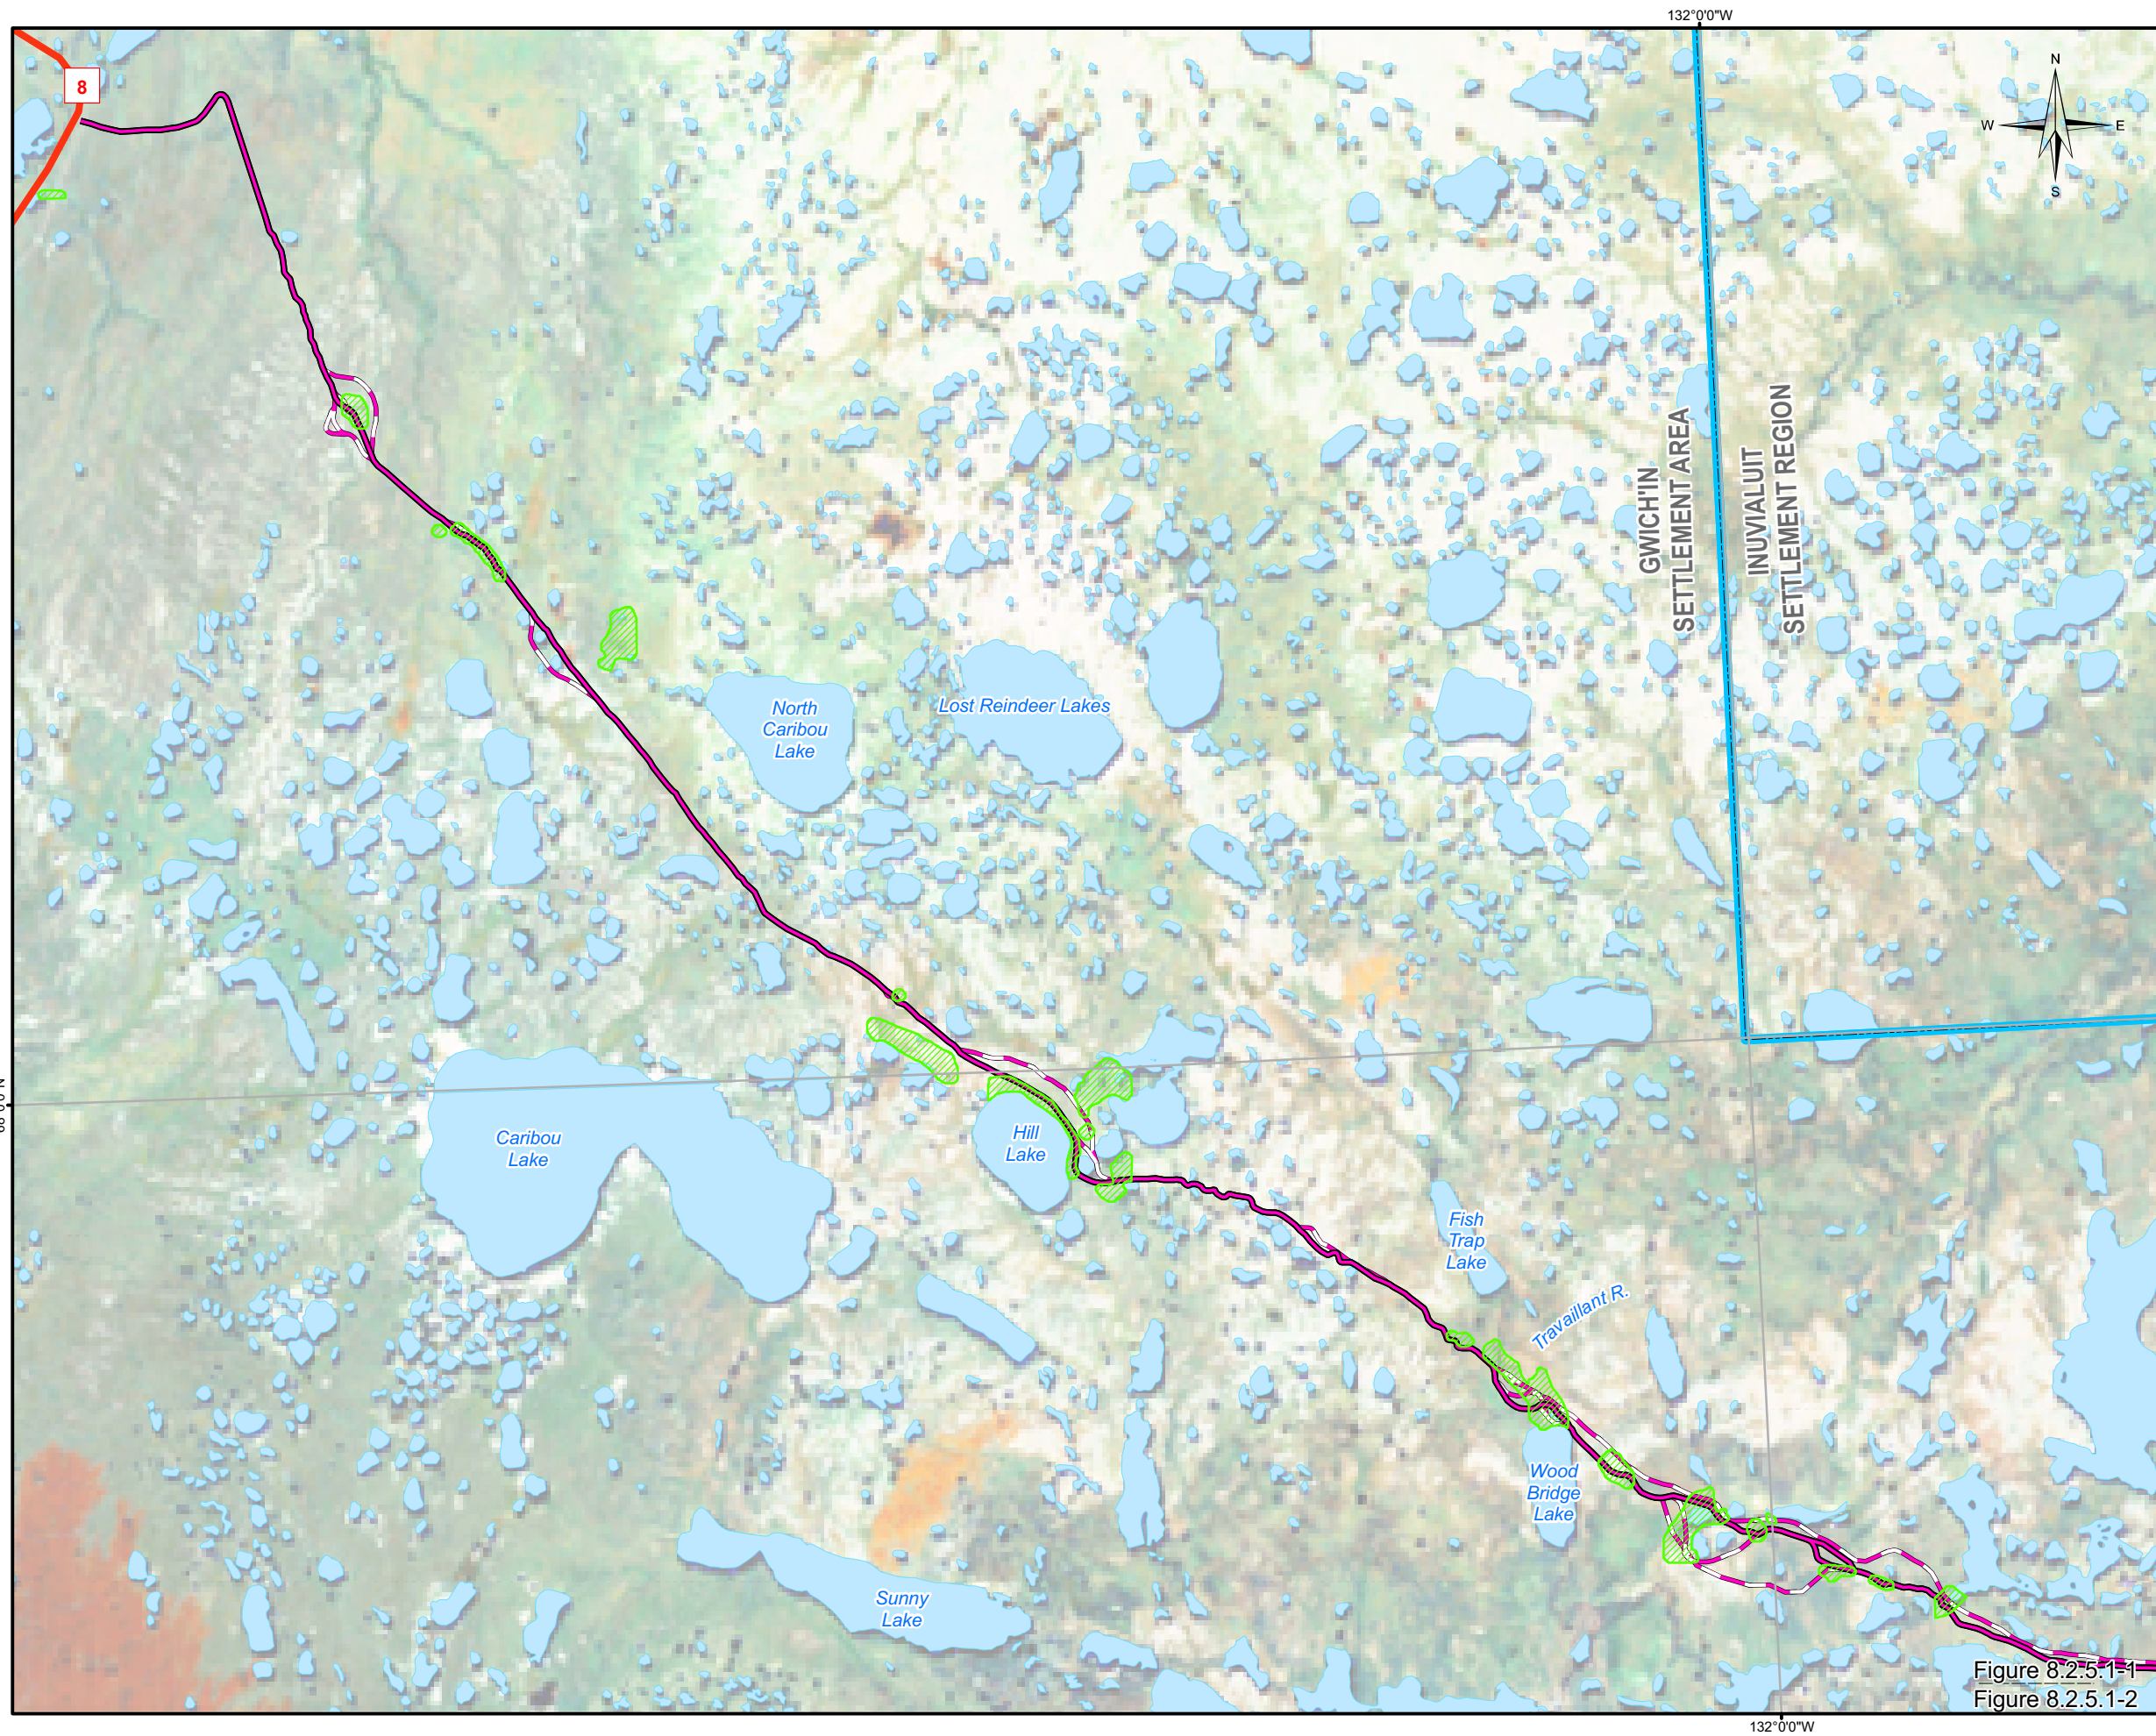 132°0'0"W
8
N
W
E
S
GWICH'IN
SETTLEMENT AREA
INUVIALUIT
SETTLEMENT REGION
North
Caribou
Lake
Lost Reindeer Lakes
Caribou
Lake
Hill
Lake
Fish
Trap
Lake
Travaillant R.
Wood
Bridge
Lake
Sunny
Lake
Figure 8.2.5.1-1
Figure 8.2.5.1-2
132°0'0"W